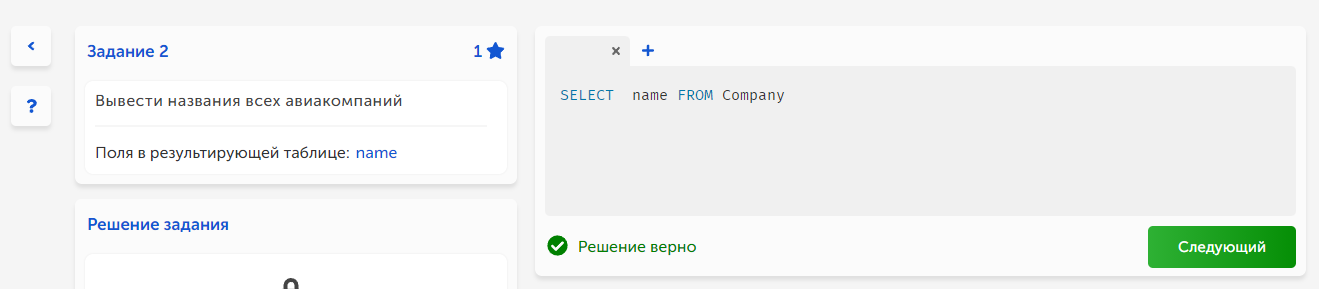 <
?
Задание 2
1
Вывести названия всех авиакомпаний
Поля в результирующей таблице: name
Решение задания
× +
SELECT  name FROM Company
Решение верно
Следующий